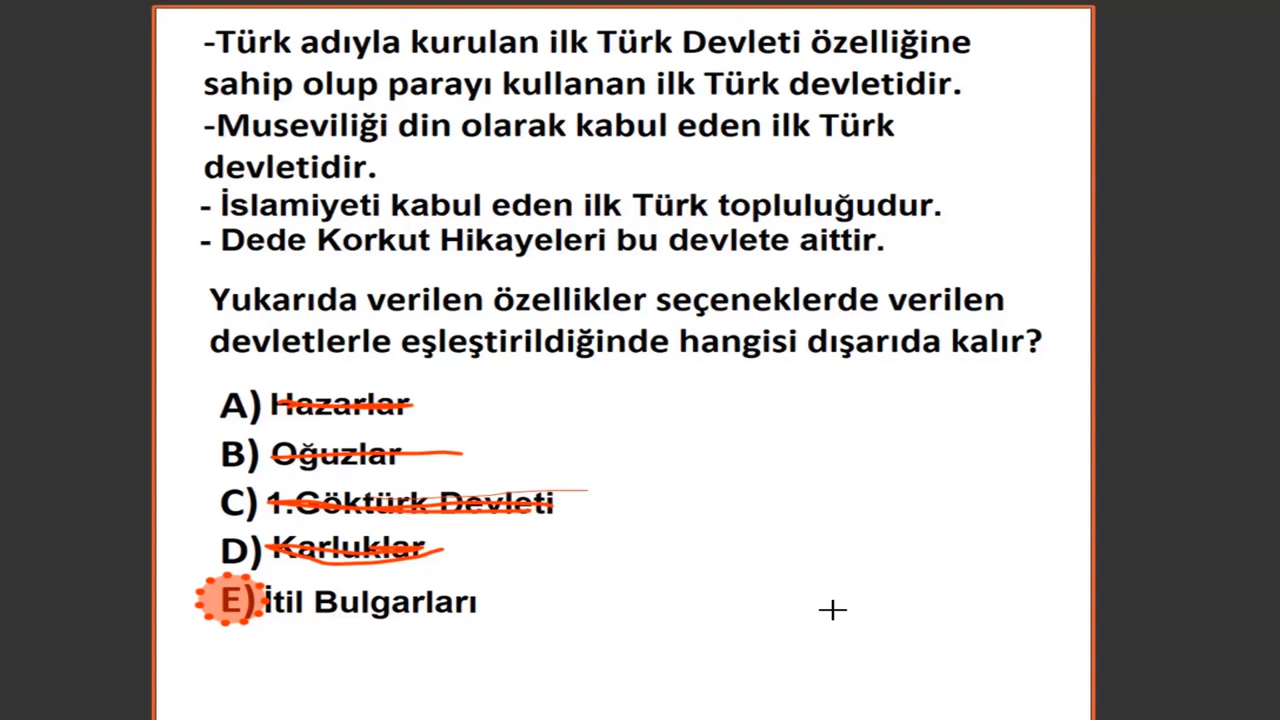 -Türk adıyla kurulan ilk Türk Devleti özelliğine
sahip olup parayı kullanan ilk Türk devletidir.
-Museviliği din olarak kabul eden ilk Türk
devletidir.
- İslamiyeti kabul eden ilk Türk topluluğudur.
- Dede Korkut Hikayeleri bu devlete aittir.
Yukarıda verilen özellikler seçeneklerde verilen
devletlerle eşleştirildiğinde hangisi dışarıda kalır?
A) Hazarlar
B) Oğuzlar
C) 1.Göktürk Devleti
D) Karluklar
E) İtil Bulgarları